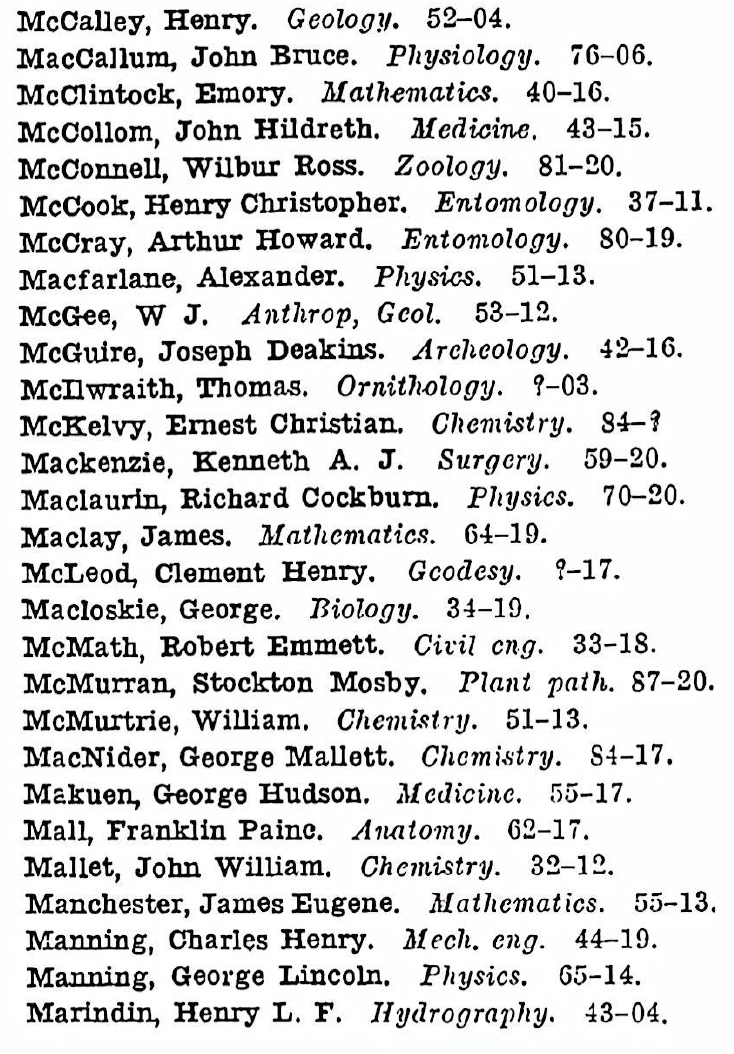 McCalley, Henry. Geology. 52–04.
MacCallum, John Bruce. Physiology. 76–06.
McClintock, Emory. Mathematics. 40–16.
McCollom, John Hildreth. Medicine. 43–15.
McConnell, Wilbur Ross. Zoology. 81–20.
McCook, Henry Christopher. Entomology. 37–11.
McCray, Arthur Howard. Entomology. 80–19.
Macfarlane, Alexander. Physics. 51–13.
McGee, W J. Anthrop, Geol. 53–12.
McGuire, Joseph Deakins. Archeology. 42–16.
McIlwraith, Thomas. Ornithology. ?–03.
McKelvy, Ernest Christian. Chemistry. 84–?
Mackenzie, Kenneth A. J. Surgery. 59–20.
Maclaurin, Richard Cockburn. Physics. 70–20.
Maclay, James. Mathematics. 64–19.
McLeod, Clement Henry. Geodesy. ?–17.
Macloskie, George. Biology. 34–19.
McMath, Robert Emmett. Civil eng. 33–18.
McMurran, Stockton Mosby. Plant path. 87–20.
McMurtrie, William. Chemistry. 51–13.
MacNider, George Mallett. Chemistry. 84–17.
Makuen, George Hudson. Medicine. 55–17.
Mall, Franklin Paine. Anatomy. 62–17.
Mallet, John William. Chemistry. 32–12.
Manchester, James Eugene. Mathematics. 55–13.
Manning, Charles Henry. Mech. eng. 44–19.
Manning, George Lincoln. Physics. 65–14.
Marindin, Henry L. F. Hydrography. 43–04.